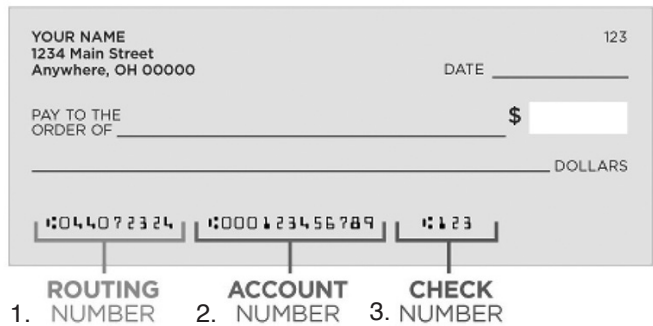 YOUR NAME 123
1234 Main Street
Anywhere, OH 00000
DATE
PAY TO THE
ORDER OF $
DOLLARS
⑆044072324 ⑆000123456789 ⑆123
1. ROUTING NUMBER
2. ACCOUNT NUMBER
3. CHECK NUMBER